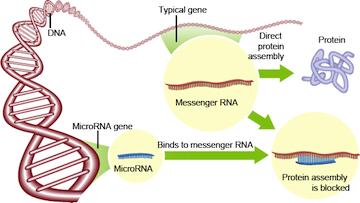 DNA
Typical gene
Direct
protein
assembly
Protein
Messenger RNA
MicroRNA gene
MicroRNA
Binds to messenger RNA
Protein assembly
is blocked